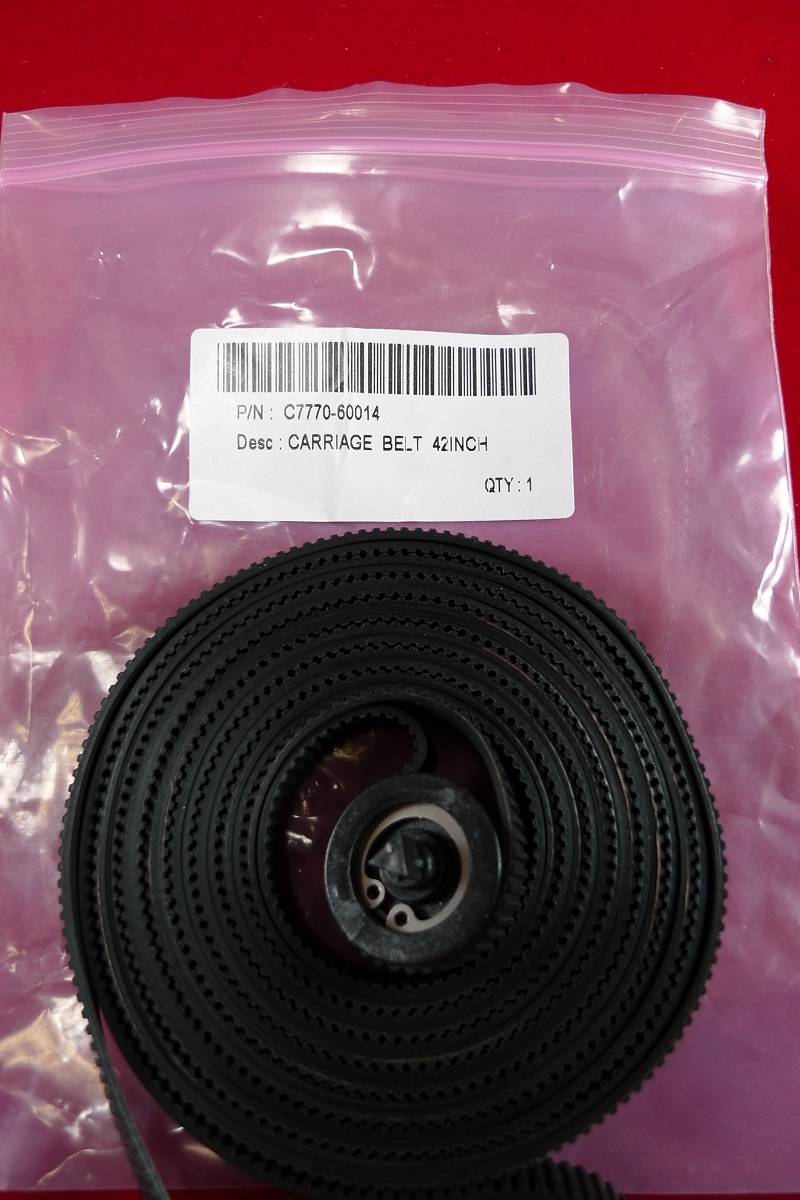 P/N : C7770-60014
Desc : CARRIAGE BELT 42INCH
QTY : 1